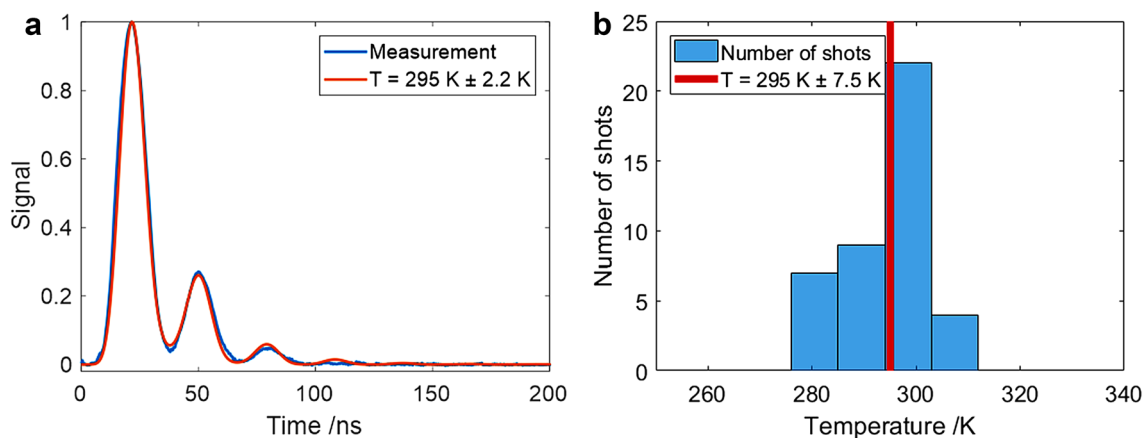 a
1
0.8
0.6
0.4
0.2
0
Signal
Measurement
T = 295 K ± 2.2 K
0
50
100
150
200
Time /ns
b
25
20
15
10
5
0
Number of shots
Number of shots
T = 295 K ± 7.5 K
260
280
300
320
340
Temperature /K